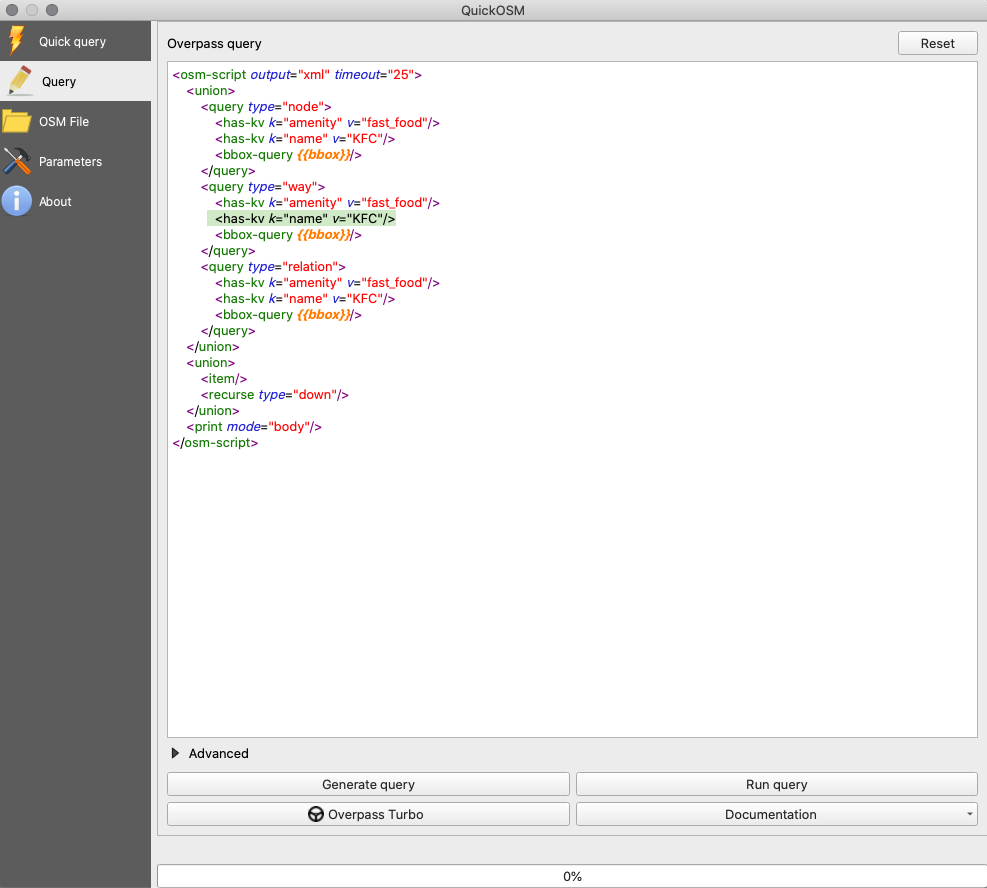 QuickOSM
Quick query
Query
OSM File
Parameters
About
Overpass query
Reset
<osm-script output="xml" timeout="25">
  <union>
    <query type="node">
      <has-kv k="amenity" v="fast_food"/>
      <has-kv k="name" v="KFC"/>
      <bbox-query {{bbox}}/>
    </query>
    <query type="way">
      <has-kv k="amenity" v="fast_food"/>
      <has-kv k="name" v="KFC"/>
      <bbox-query {{bbox}}/>
    </query>
    <query type="relation">
      <has-kv k="amenity" v="fast_food"/>
      <has-kv k="name" v="KFC"/>
      <bbox-query {{bbox}}/>
    </query>
  </union>
  <union>
    <item/>
    <recurse type="down"/>
  </union>
  <print mode="body"/>
</osm-script>
Advanced
Generate query
Run query
Overpass Turbo
Documentation
0%